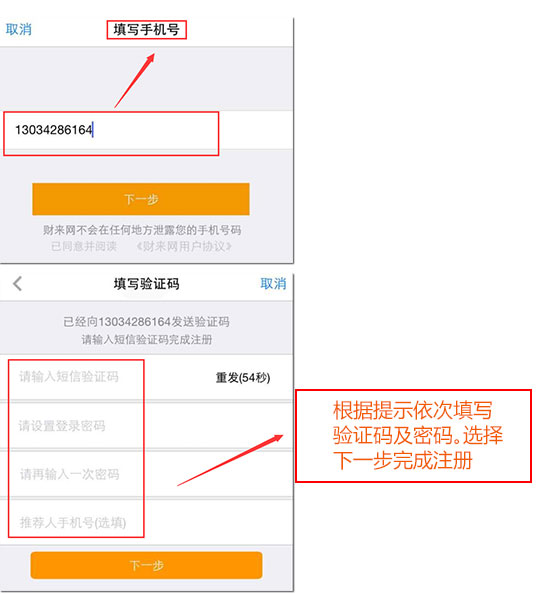 取消 填写手机号
13034286164
下一步
财来网不会在任何地方泄露您的手机号码
已同意并阅读 《财来网用户协议》
填写验证码 取消
已经向13034286164发送验证码
请输入短信验证码完成注册
请输入短信验证码 重发(54秒)
请设置登录密码
请再输入一次密码
推荐人手机号(选填)
下一步
根据提示依次填写
验证码及密码。选择
下一步完成注册